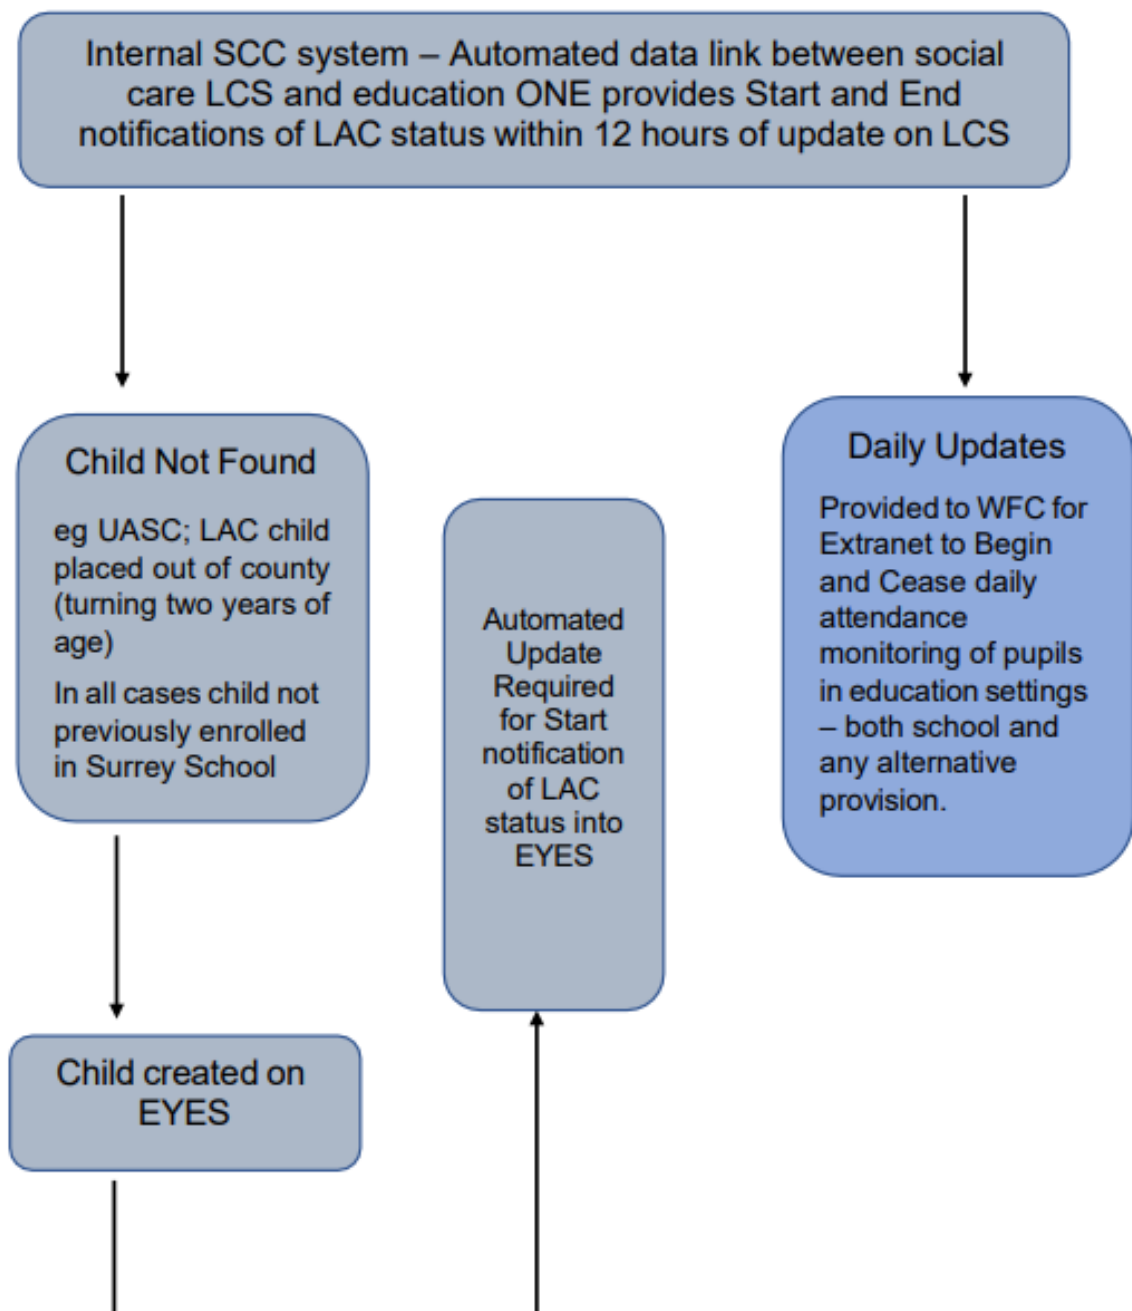 Internal SCC system – Automated data link between social
care LCS and education ONE provides Start and End
notifications of LAC status within 12 hours of update on LCS
Child Not Found
eg UASC; LAC child
placed out of county
(turning two years of
age)
In all cases child not
previously enrolled
in Surrey School
Automated
Update
Required
for Start
notification
of LAC
status into
EYES
Daily Updates
Provided to WFC for
Extranet to Begin
and Cease daily
attendance
monitoring of pupils
in education settings
– both school and
any alternative
provision.
Child created on
EYES